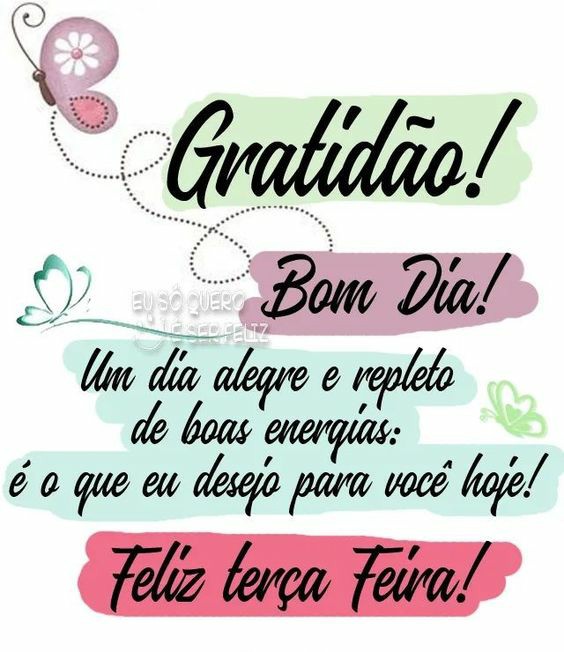 Gratidão!
Bom Dia!
EU SÓ QUERO
É SER FELIZ
Um dia alegre e repleto
de boas energias:
é o que eu desejo para você hoje!
Feliz terça Feira!